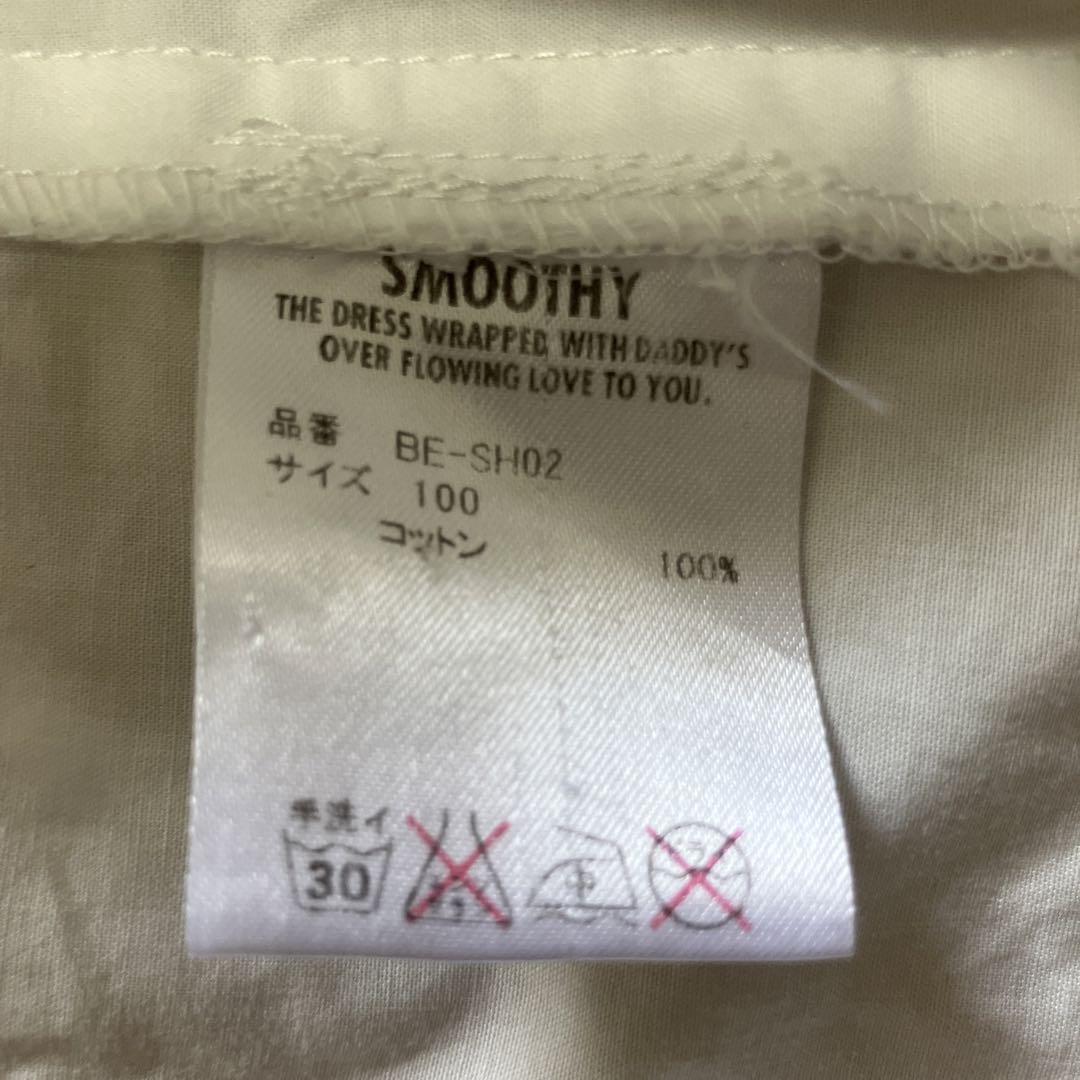 SMOOTHY
THE DRESS WRAPPED WITH DADDY'S
OVER FLOWING LOVE TO YOU.
品番 BE-SH02
サイズ 100
コットン 100%
手洗イ
30
中